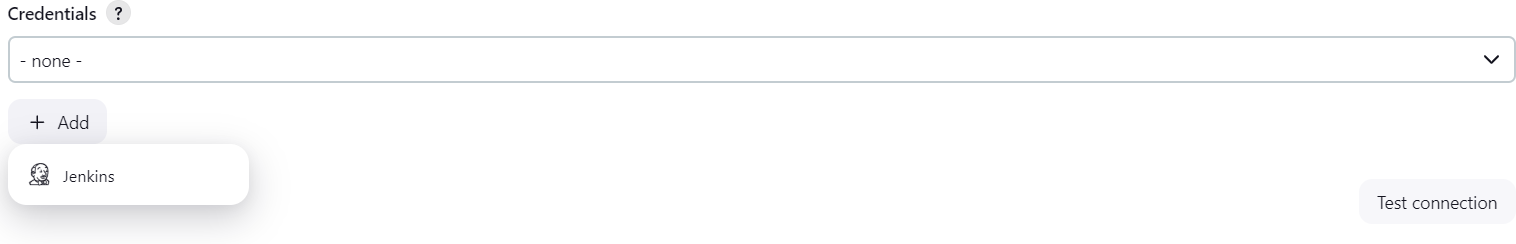 Credentials ?
- none -
+ Add
Jenkins
Test connection